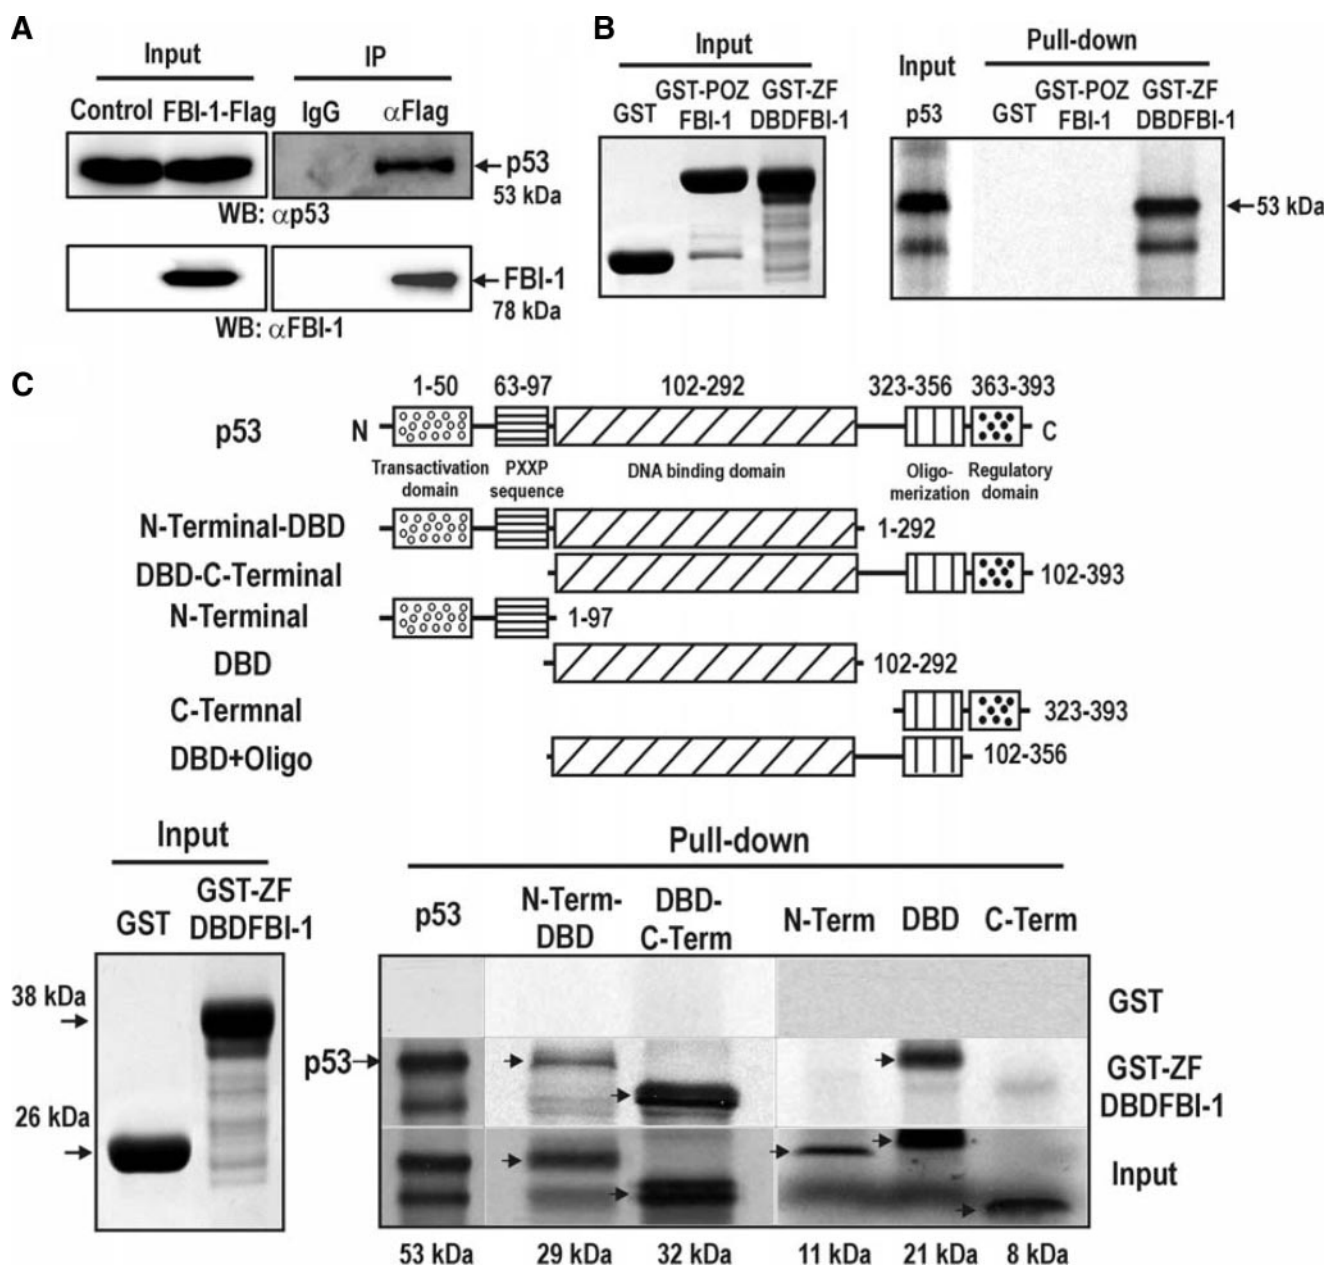 A
Input
IP
Control FBI-1-Flag
IgG
αFlag
p53
53 kDa
WB: αp53
FBI-1
78 kDa
WB: αFBI-1
B
Input
GST
GST-POZ
FBI-1
GST-ZF
DBDFBI-1
Input
p53
Pull-down
GST
GST-POZ
FBI-1
GST-ZF
DBDFBI-1
53 kDa
C
1-50
63-97
102-292
323-356
363-393
p53
N
C
Transactivation
domain
PXXP
sequence
DNA binding domain
Oligo-
merization
Regulatory
domain
N-Terminal-DBD
1-292
DBD-C-Terminal
102-393
N-Terminal
1-97
DBD
102-292
C-Termnal
323-393
DBD+Oligo
102-356
Input
GST
GST-ZF
DBDFBI-1
38 kDa
26 kDa
Pull-down
p53
N-Term-
DBD
DBD-
C-Term
N-Term
DBD
C-Term
GST
p53
GST-ZF
DBDFBI-1
Input
53 kDa
29 kDa
32 kDa
11 kDa
21 kDa
8 kDa